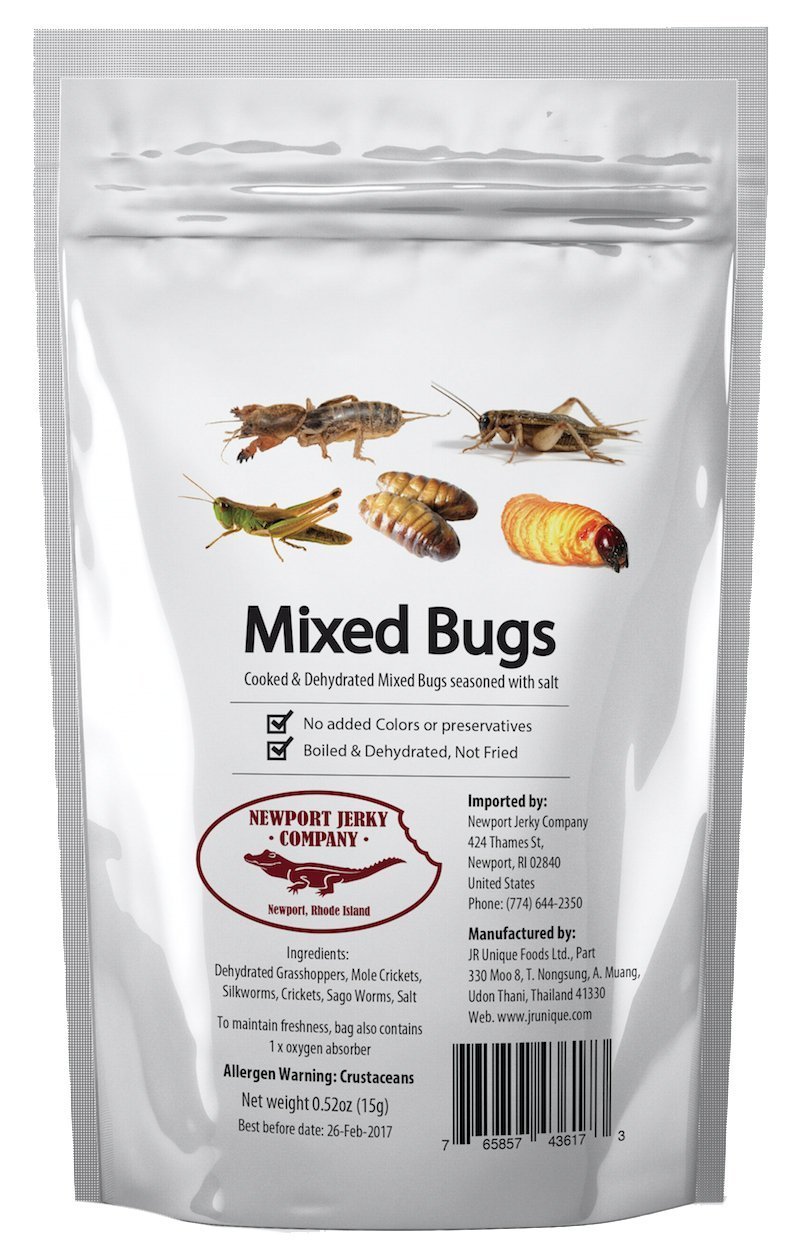 Mixed Bugs
Cooked & Dehydrated Mixed Bugs seasoned with salt
No added Colors or preservatives
Boiled & Dehydrated, Not Fried
NEWPORT JERKY
· COMPANY ·
Newport, Rhode Island
Ingredients:
Dehydrated Grasshoppers, Mole Crickets,
Silkworms, Crickets, Sago Worms, Salt
To maintain freshness, bag also contains
1 x oxygen absorber
Allergen Warning: Crustaceans
Net weight 0.52oz (15g)
Best before date: 26-Feb-2017
Imported by:
Newport Jerky Company
424 Thames St,
Newport, RI 02840
United States
Phone: (774) 644-2350
Manufactured by:
JR Unique Foods Ltd., Part
330 Moo 8, T. Nongsung, A. Muang,
Udon Thani, Thailand 41330
Web. www.jrunique.com
7 65857 43617 3